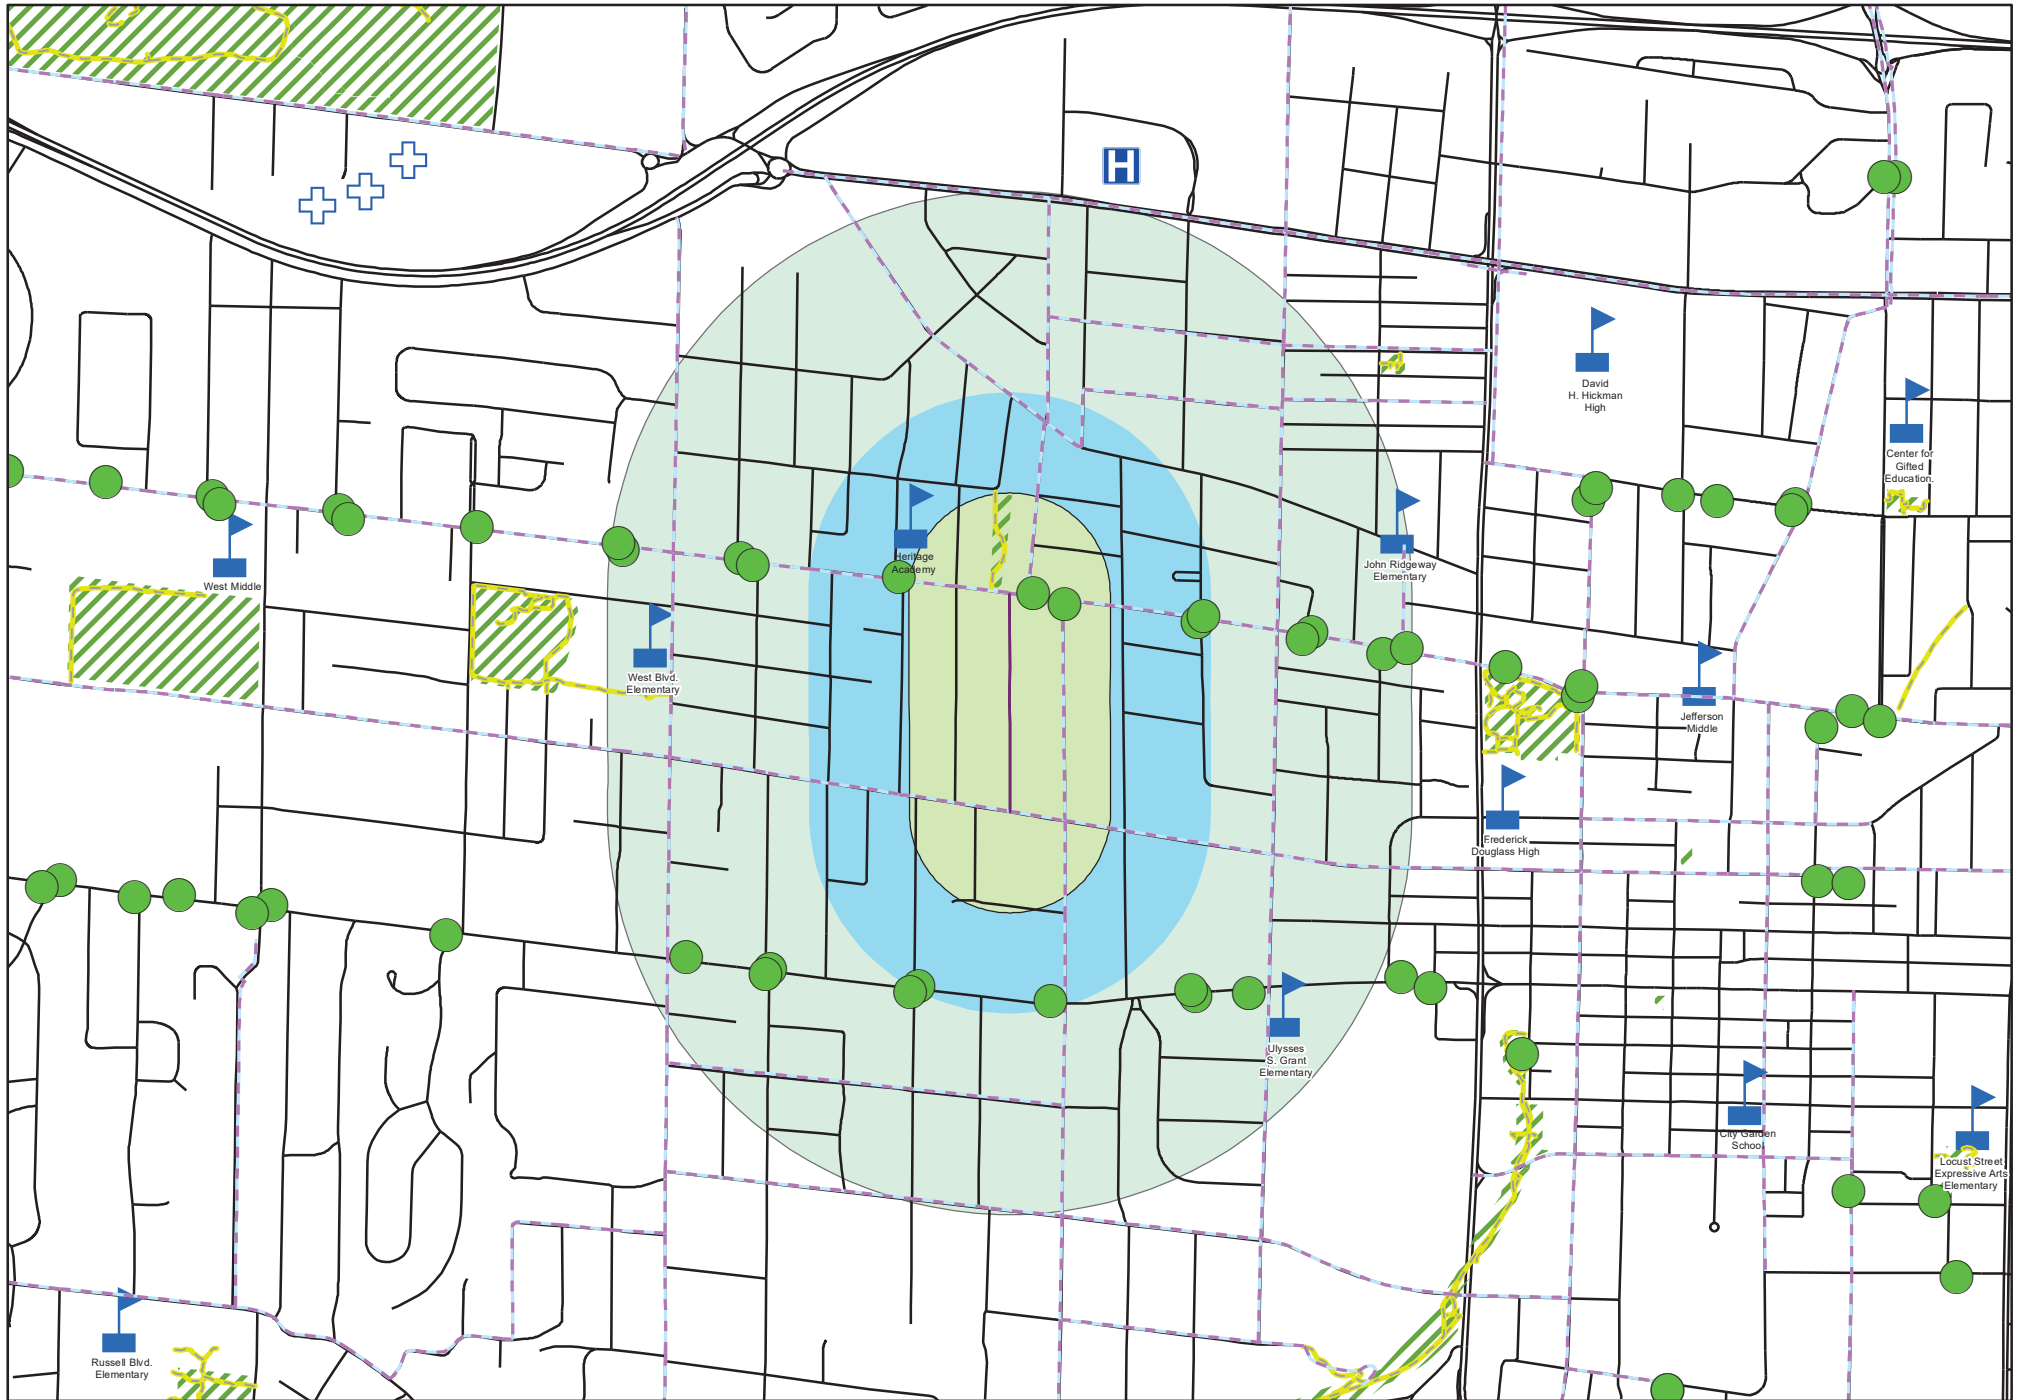 H
David
H. Hickman
High
Center for
Gifted
Education.
Heritage
Academy
John Ridgeway
Elementary
West Middle
West Blvd.
Elementary
Jefferson
Middle
Frederick
Douglass High
Ulysses
S. Grant
Elementary
City Garden
School
Locust Street
Expressive Arts
Elementary
Russell Blvd.
Elementary